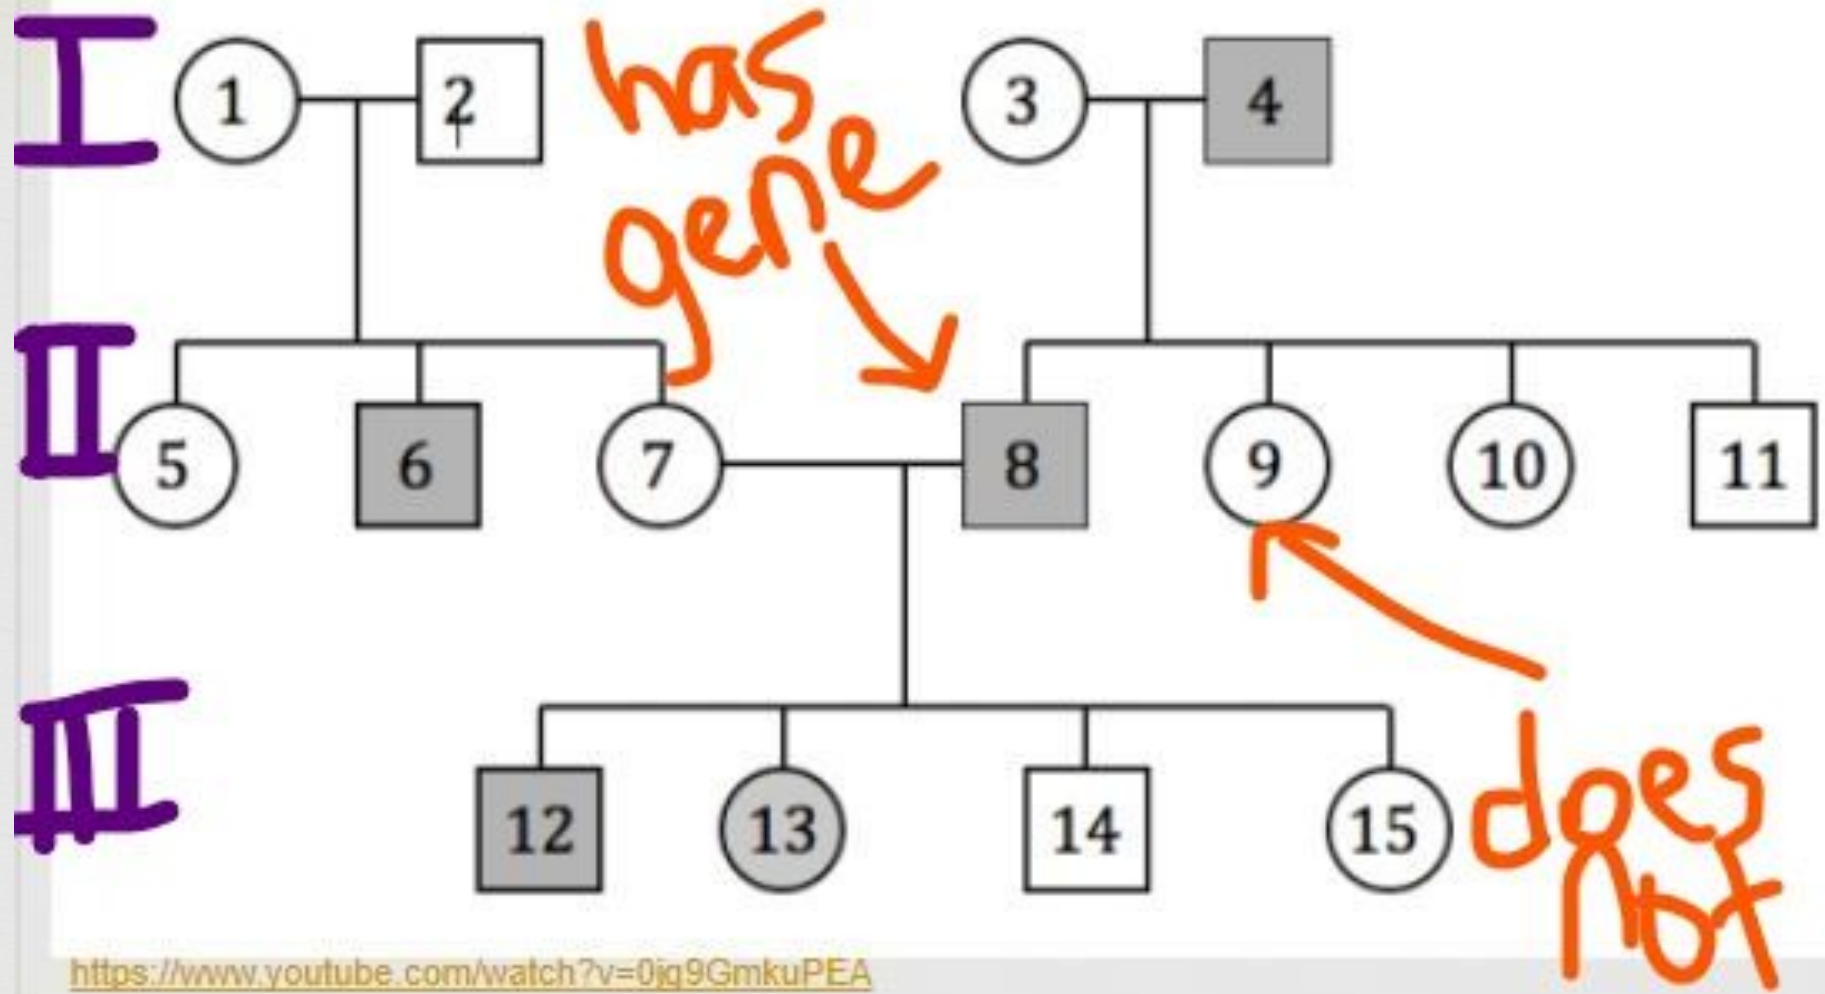 I
1 2 3 4
has
gene
II
5 6 7 8 9 10 11
III
12 13 14 15
does
not
https://www.youtube.com/watch?v=0jg9GmkuPEA